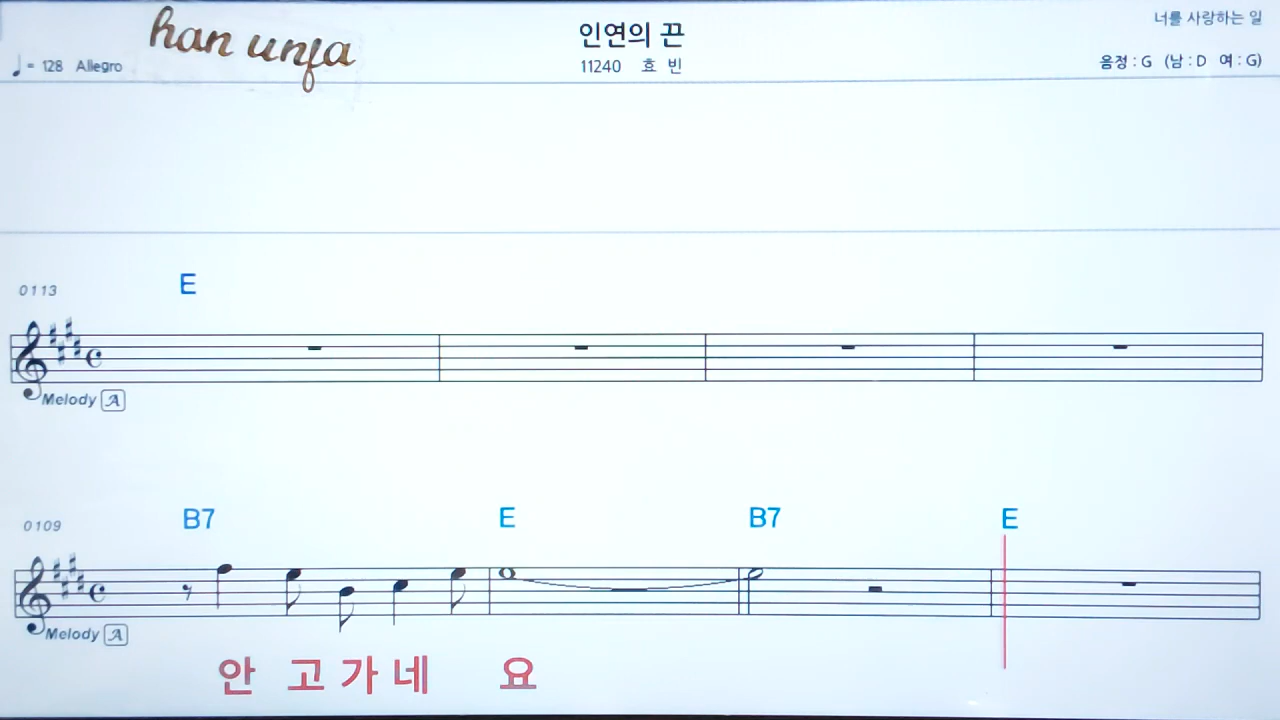 han unfa
인연의 끈
너를 사랑하는 일
♩= 128 Allegro
11240 효 빈
음정 : G (남 : D 여 : G)
E
0113
Melody A
B7 E B7 E
0109
Melody A
안 고 가 네 요